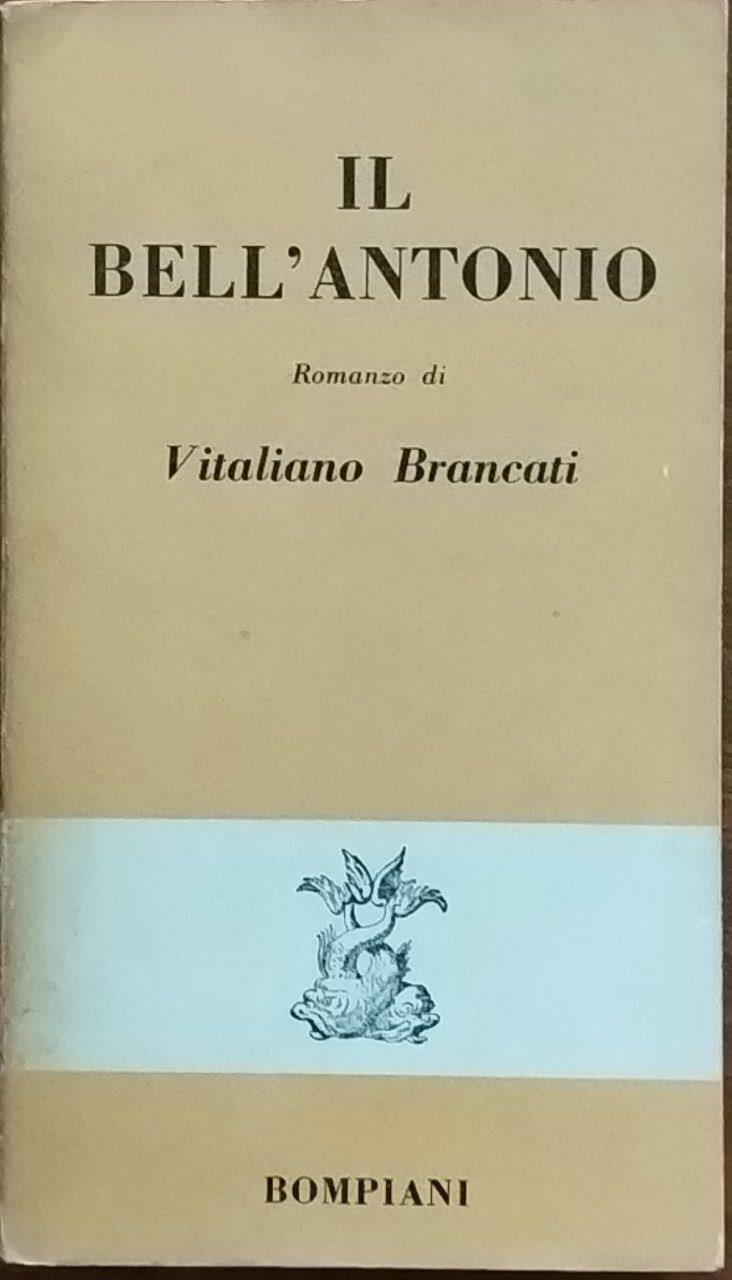 IL
BELL'ANTONIO
Romanzo di
Vitaliano Brancati
BOMPIANI